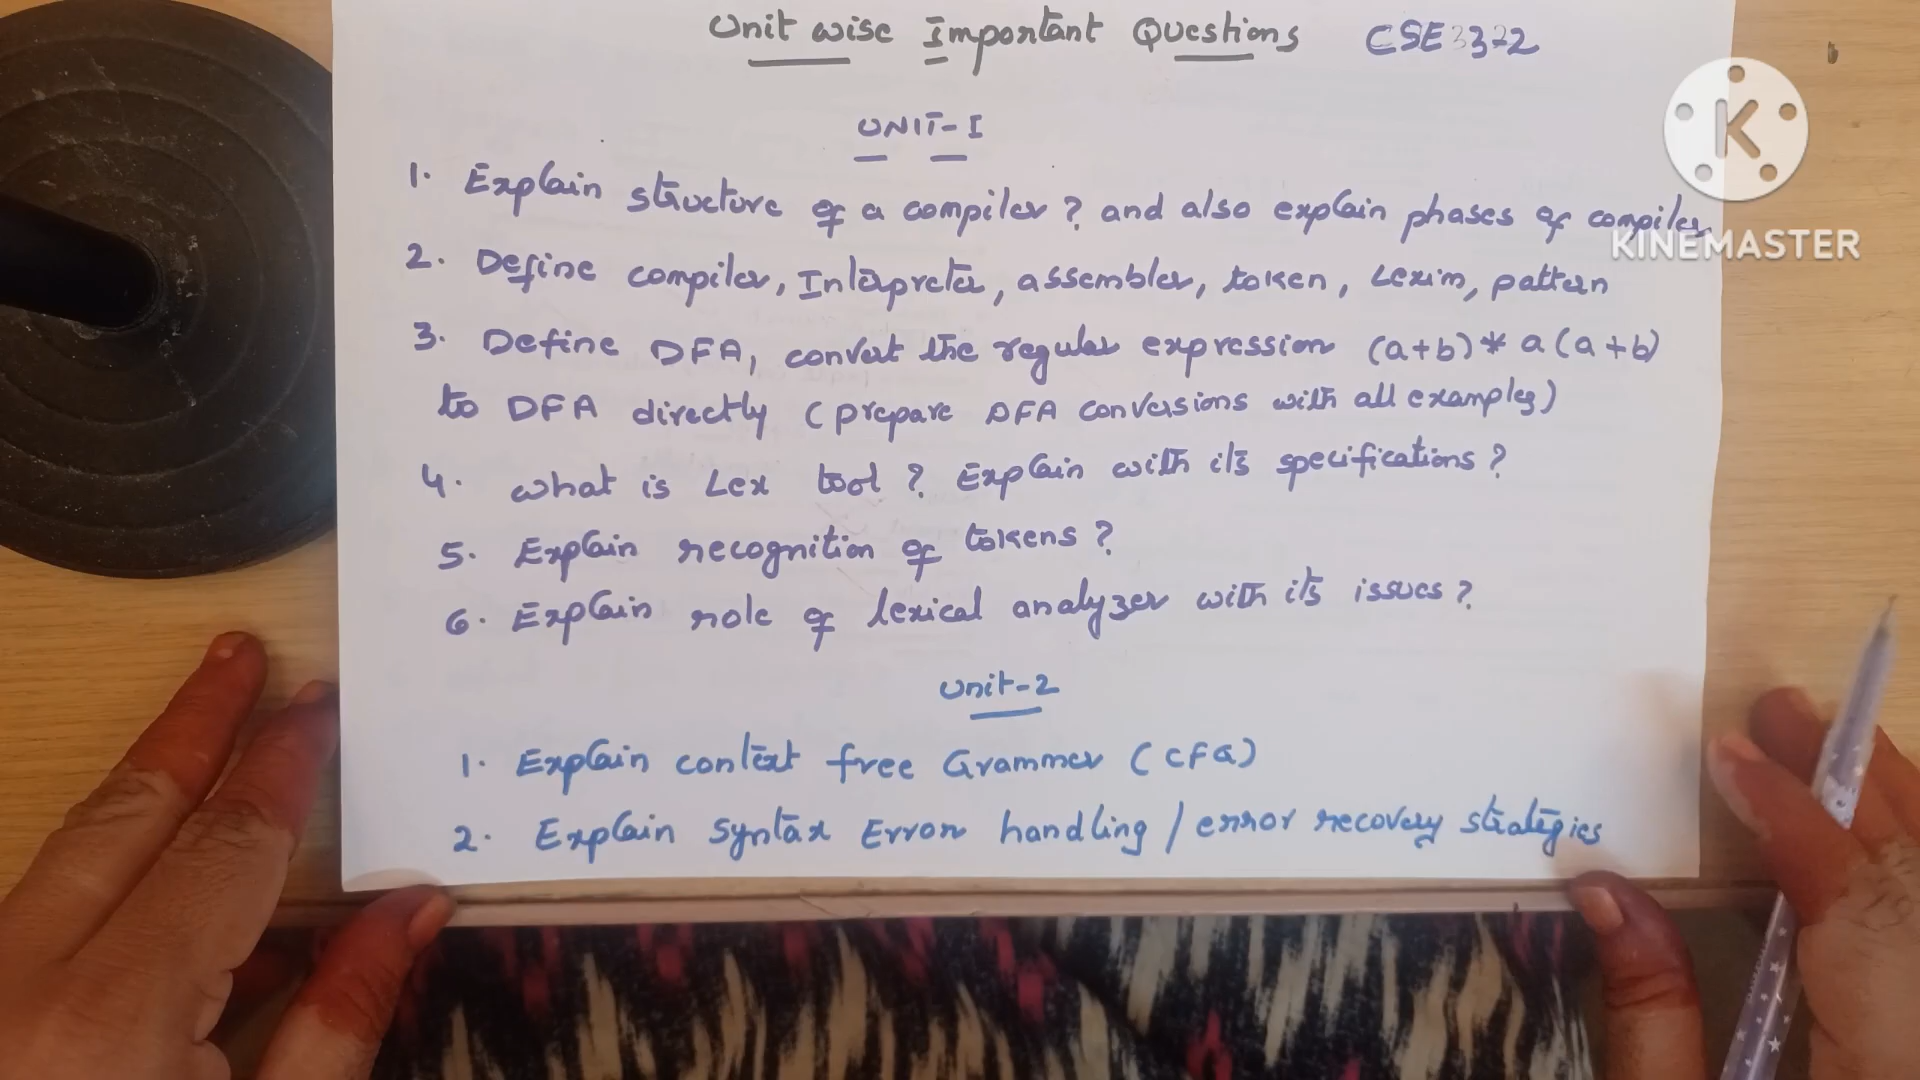 Unit wise Important Questions CSE 3322
UNIT-I
1. Explain structure of a compiler? and also explain phases of compiler
KINEMASTER
2. Define compiler, Interpreter, assembler, token, Lexim, pattern
3. Define DFA, convert the regular expression (a+b)* a(a+b)
to DFA directly (prepare DFA conversions with all examples)
4. what is Lex tool? Explain with its specifications?
5. Explain recognition of tokens?
6. Explain role of lexical analyzer with its issues?
Unit-2
1. Explain context free Grammer (CFG)
2. Explain Syntax Error handling / error recovery strategies